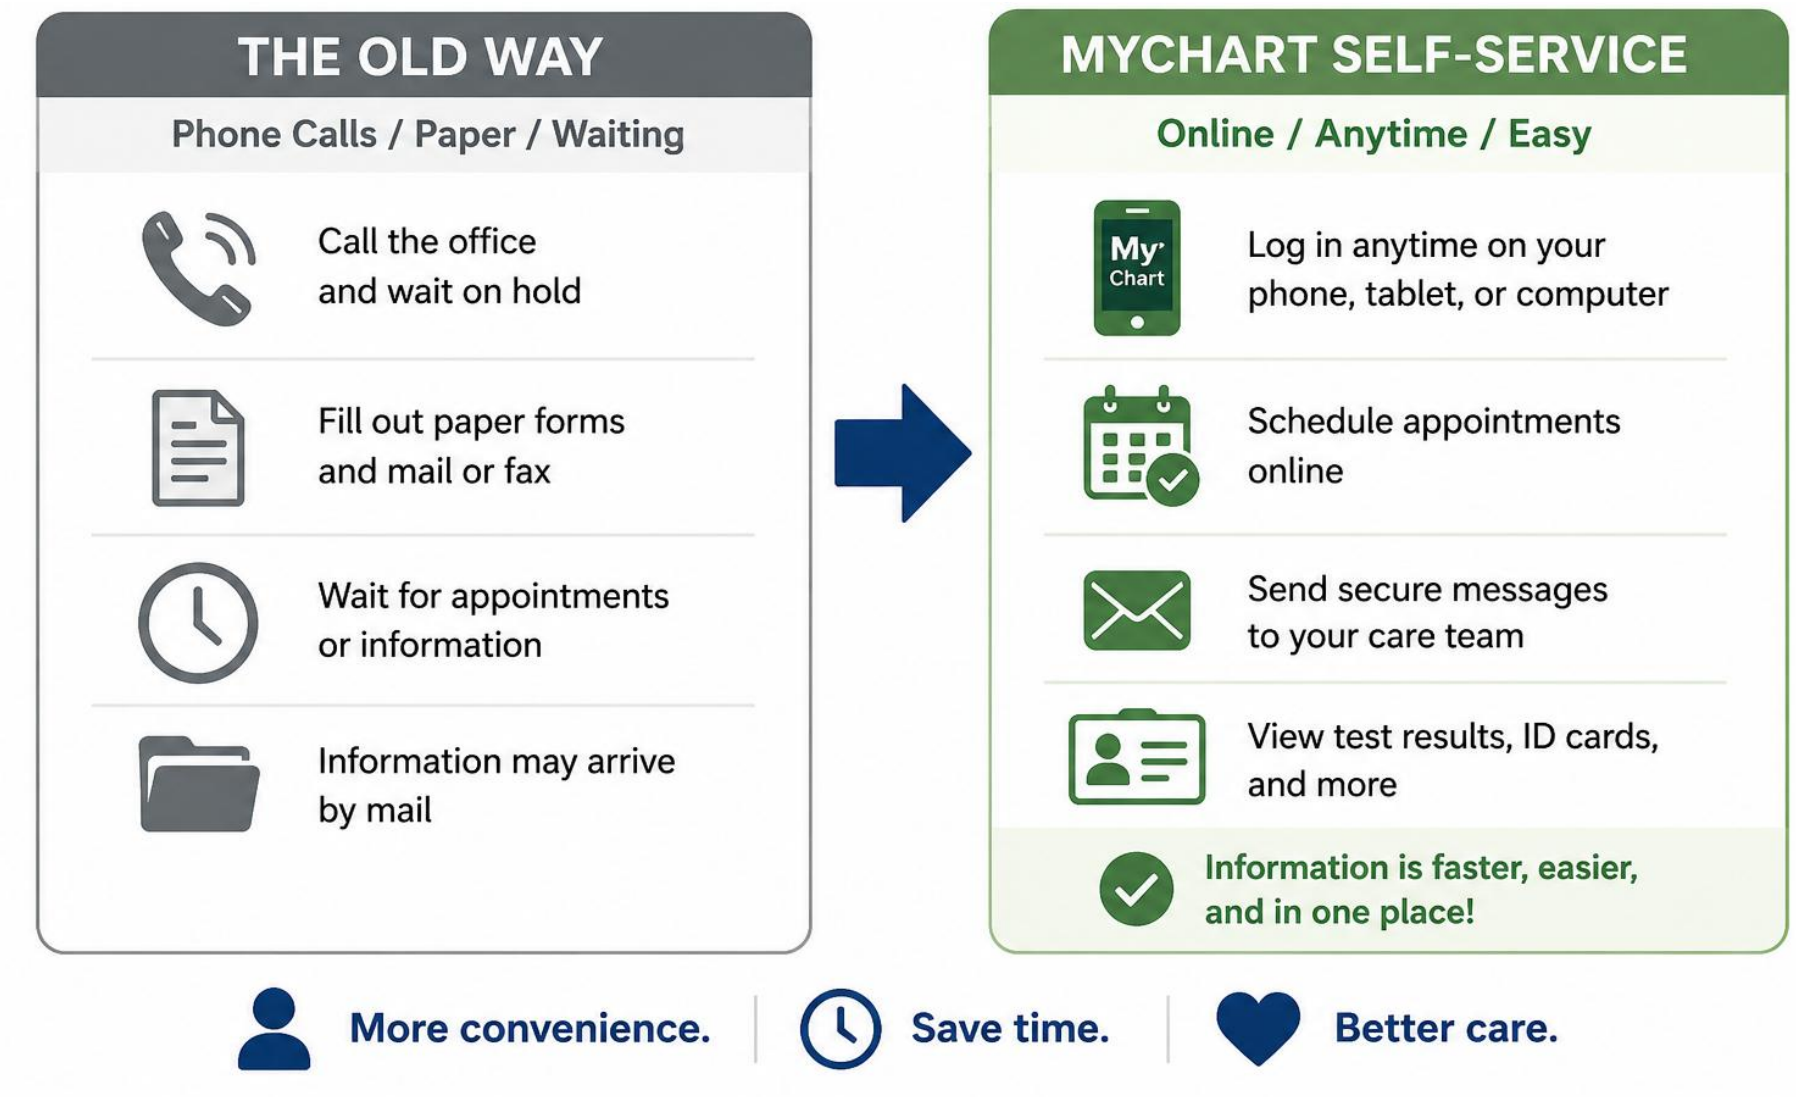 THE OLD WAY
Phone Calls / Paper / Waiting
Call the office
and wait on hold
Fill out paper forms
and mail or fax
Wait for appointments
or information
Information may arrive
by mail
MYCHART SELF-SERVICE
Online / Anytime / Easy
My
Chart
Log in anytime on your
phone, tablet, or computer
Schedule appointments
online
Send secure messages
to your care team
View test results, ID cards,
and more
Information is faster, easier,
and in one place!
More convenience.
Save time.
Better care.